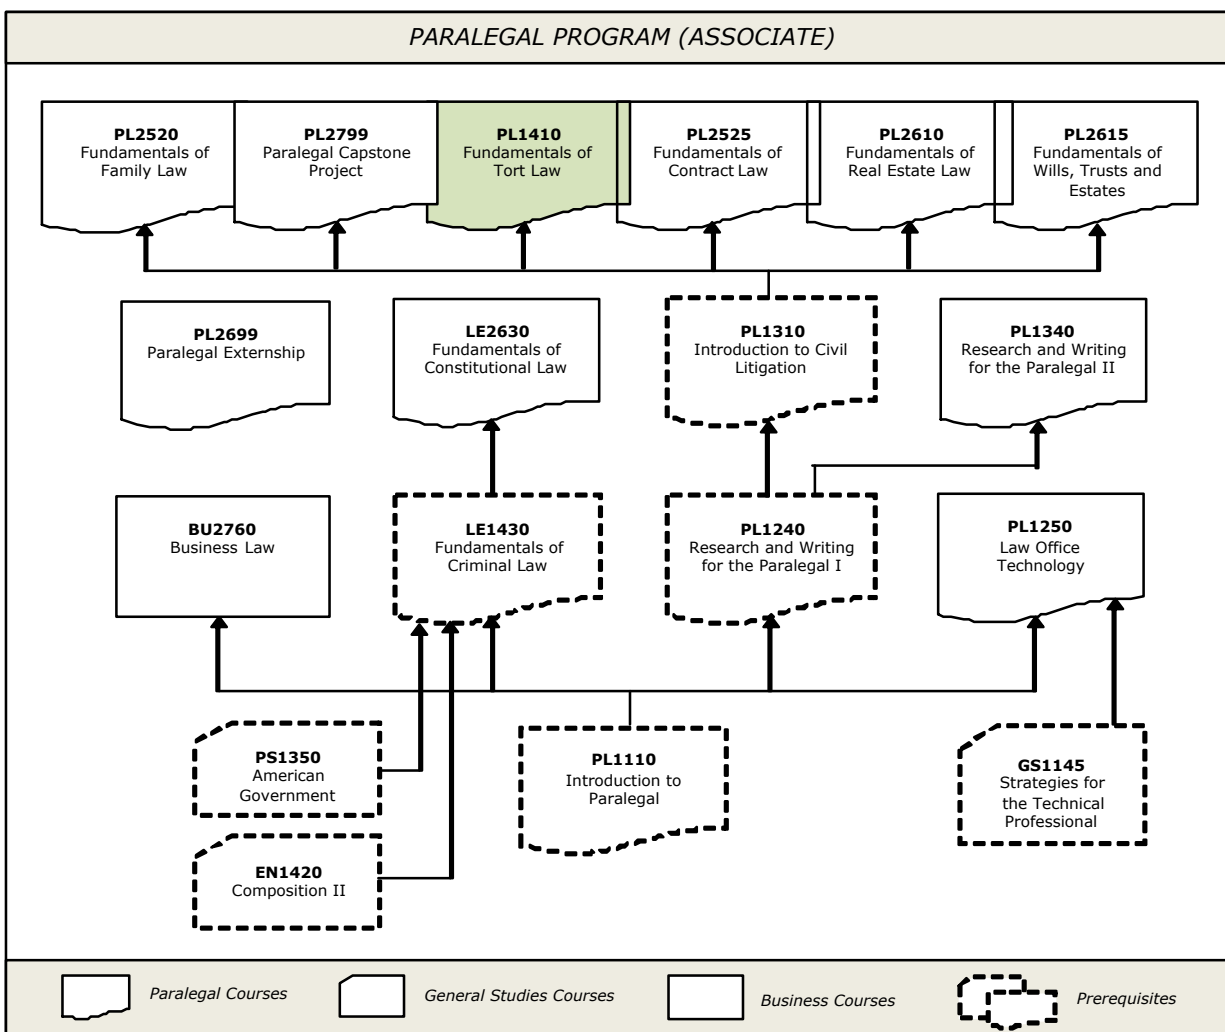 PARALEGAL PROGRAM (ASSOCIATE)
PL2520
Fundamentals of
Family Law
PL2799
Paralegal Capstone
Project
PL1410
Fundamentals of
Tort Law
PL2525
Fundamentals of
Contract Law
PL2610
Fundamentals of
Real Estate Law
PL2615
Fundamentals of
Wills, Trusts and
Estates
PL2699
Paralegal Externship
LE2630
Fundamentals of
Constitutional Law
PL1310
Introduction to Civil
Litigation
PL1340
Research and Writing
for the Paralegal II
BU2760
Business Law
LE1430
Fundamentals of
Criminal Law
PL1240
Research and Writing
for the Paralegal I
PL1250
Law Office
Technology
PS1350
American
Government
PL1110
Introduction to
Paralegal
GS1145
Strategies for
the Technical
Professional
EN1420
Composition II
Paralegal Courses
General Studies Courses
Business Courses
Prerequisites